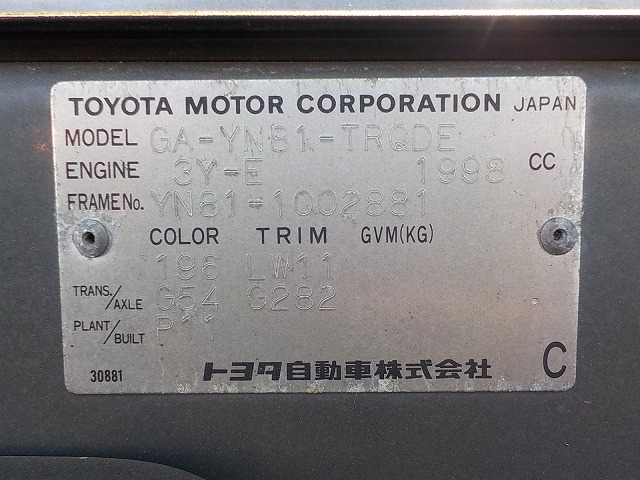 TOYOTA MOTOR CORPORATION JAPAN
MODEL GA-YN81-TRQDE
ENGINE 3Y-E 1998 CC
FRAME No. YN81-1002881
COLOR TRIM GVM(KG)
196 LW11
TRANS./AXLE G54 G282
PLANT/BUILT P11
30881 トヨタ自動車株式会社 C